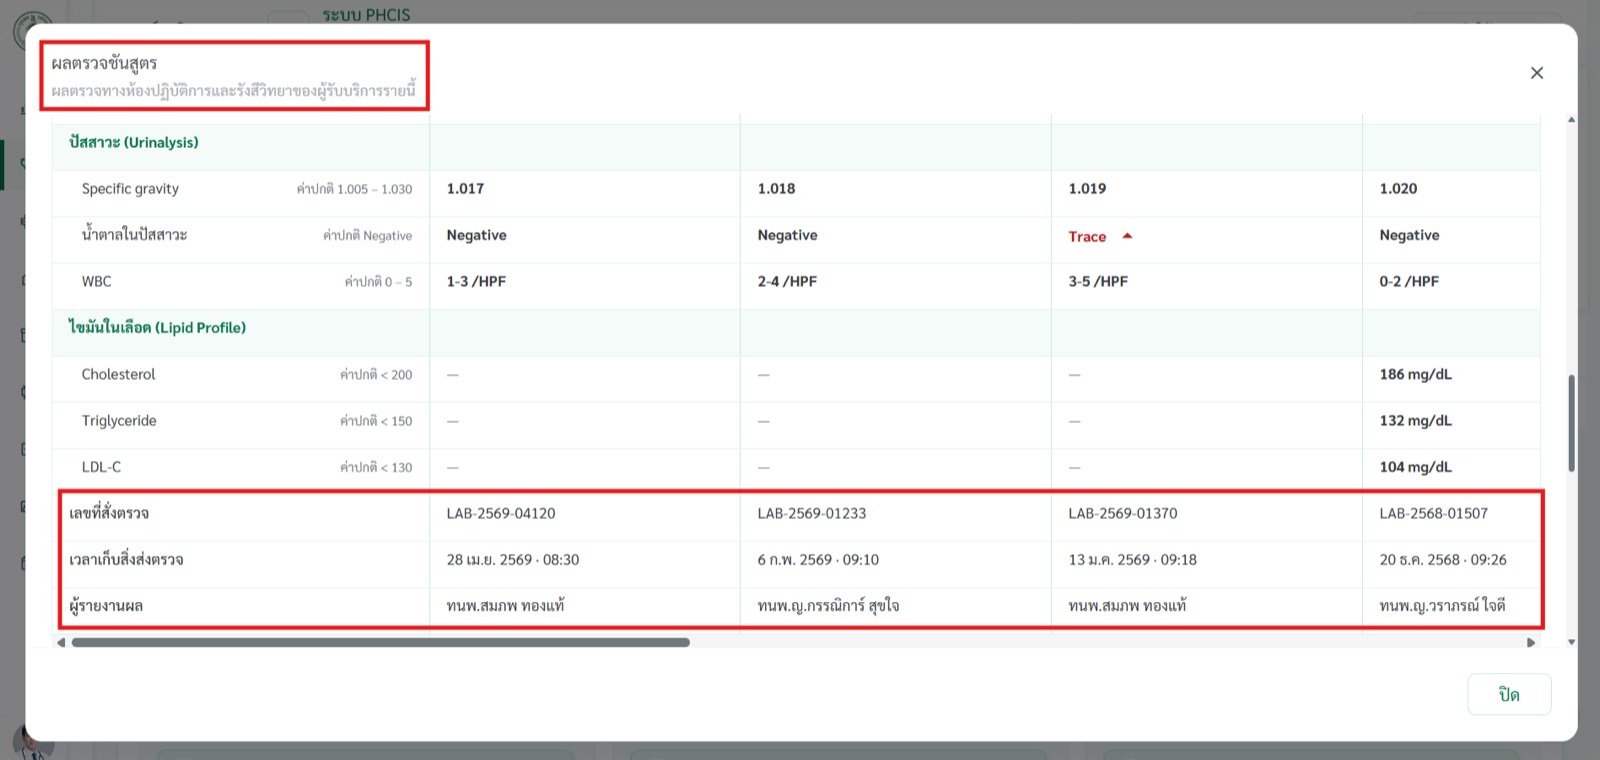 ระบบ PHCIS
ผลตรวจชันสูตร
ผลตรวจทางห้องปฏิบัติการและรังสีวิทยาของผู้รับบริการรายนี้
ปัสสาวะ (Urinalysis)
Specific gravity ค่าปกติ 1.005 – 1.030 1.017 1.018 1.019 1.020
น้ำตาลในปัสสาวะ ค่าปกติ Negative Negative Negative Trace Negative
WBC ค่าปกติ 0 – 5 1-3 /HPF 2-4 /HPF 3-5 /HPF 0-2 /HPF
ไขมันในเลือด (Lipid Profile)
Cholesterol ค่าปกติ < 200 — — — 186 mg/dL
Triglyceride ค่าปกติ < 150 — — — 132 mg/dL
LDL-C ค่าปกติ < 130 — — — 104 mg/dL
เลขที่สั่งตรวจ LAB-2569-04120 LAB-2569-01233 LAB-2569-01370 LAB-2568-01507
เวลาเก็บสิ่งส่งตรวจ 28 เม.ย. 2569 · 08:30 6 ก.พ. 2569 · 09:10 13 ม.ค. 2569 · 09:18 20 ธ.ค. 2568 · 09:26
ผู้รายงานผล ทนพ.สมภพ ทองแท้ ทนพ.ญ.กรรณิการ์ สุขใจ ทนพ.สมภพ ทองแท้ ทนพ.ญ.วราภรณ์ ใจดี
ปิด